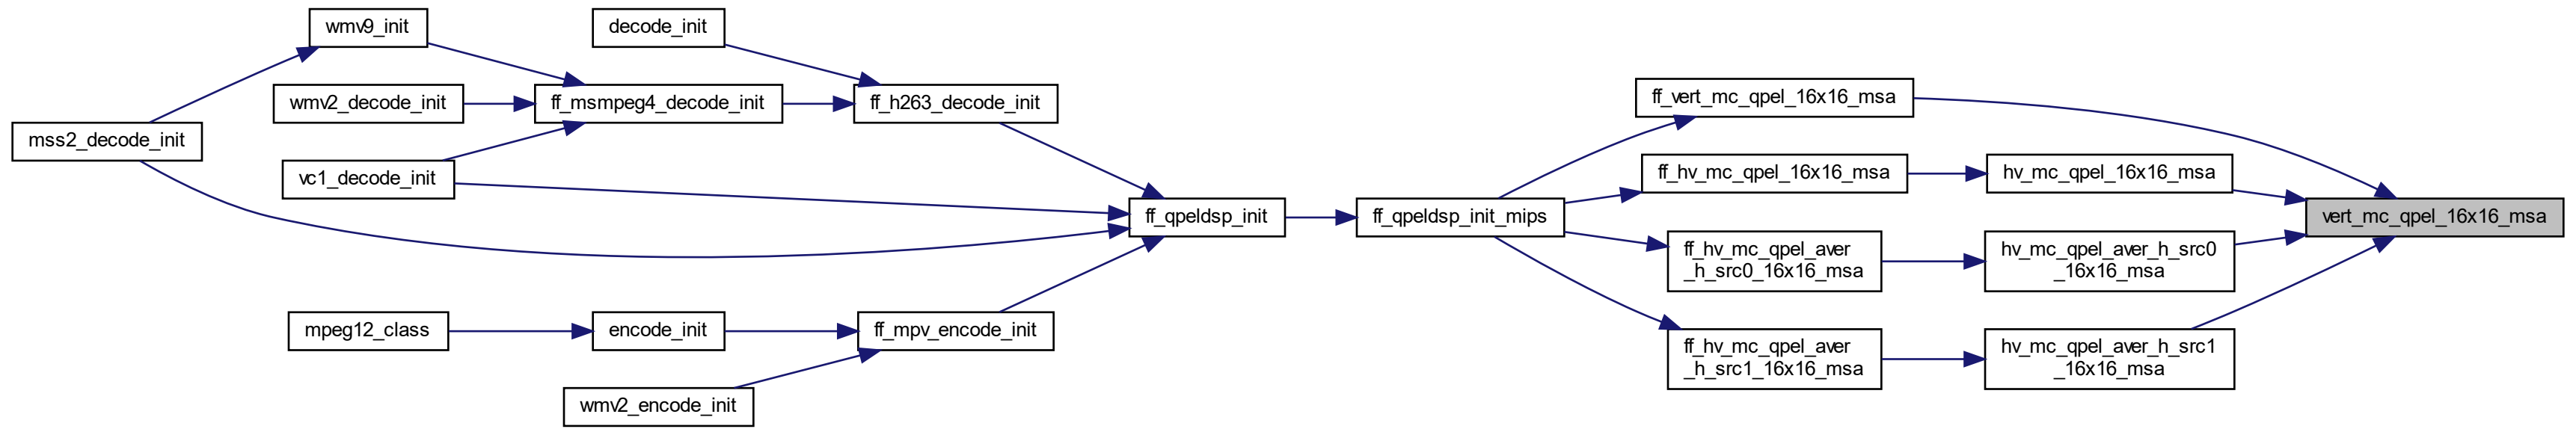 wmv9_init
decode_init
wmv2_decode_init
ff_msmpeg4_decode_init
ff_h263_decode_init
ff_vert_mc_qpel_16x16_msa
mss2_decode_init
vc1_decode_init
ff_hv_mc_qpel_16x16_msa
hv_mc_qpel_16x16_msa
ff_qpeldsp_init
ff_qpeldsp_init_mips
vert_mc_qpel_16x16_msa
ff_hv_mc_qpel_aver
_h_src0_16x16_msa
hv_mc_qpel_aver_h_src0
_16x16_msa
mpeg12_class
encode_init
ff_mpv_encode_init
ff_hv_mc_qpel_aver
_h_src1_16x16_msa
hv_mc_qpel_aver_h_src1
_16x16_msa
wmv2_encode_init